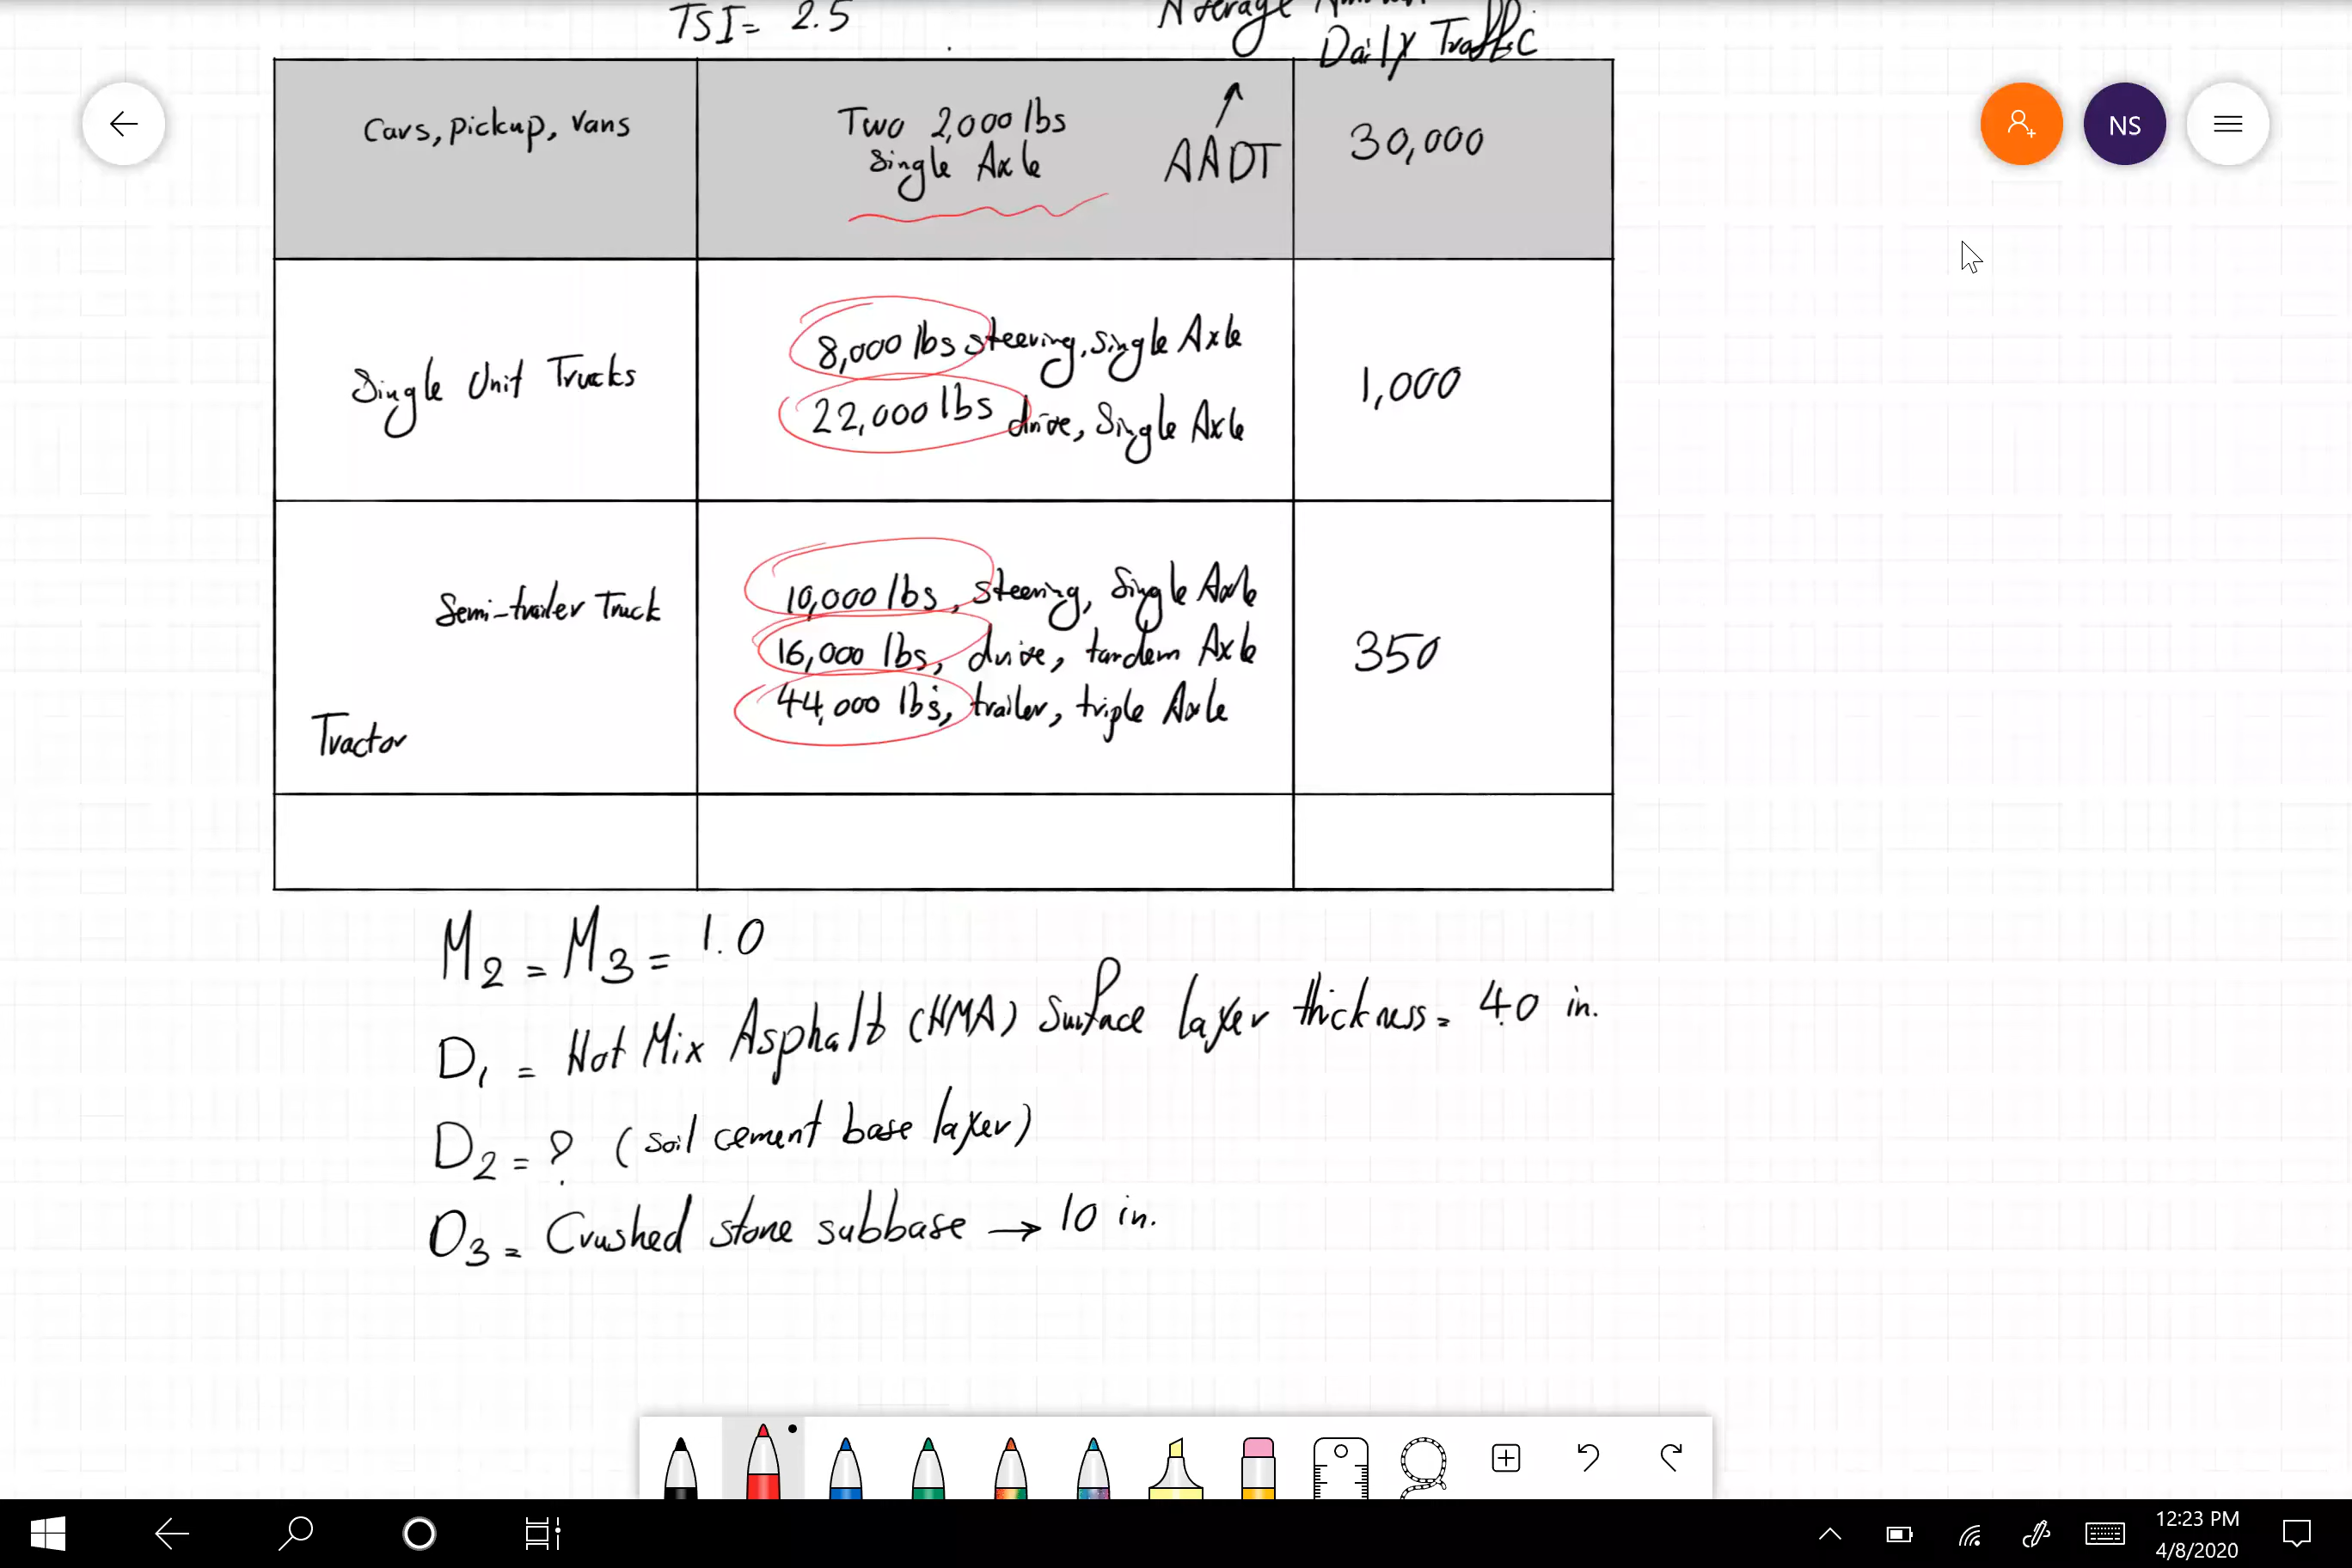 TSI= 2.5
Average
Daily Traffic
Cars, pickup, Vans
Two 2,000 lbs
Single Axle
AADT
30,000
NS
Single Unit Trucks
8,000 lbs steering, Single Axle
22,000 lbs drive, Single Axle
1,000
Semi-trailer Truck
Tractor
10,000 lbs, steering, Single Axle
16,000 lbs, drive, tandem Axle
44,000 lbs, trailer, triple Axle
350
M2 = M3 = 1.0
D1 = Hot Mix Asphalt (HMA) Surface layer thickness = 4.0 in.
D2 = ? (soil cement base layer)
D3 = Crushed stone subbase → 10 in.
12:23 PM
4/8/2020